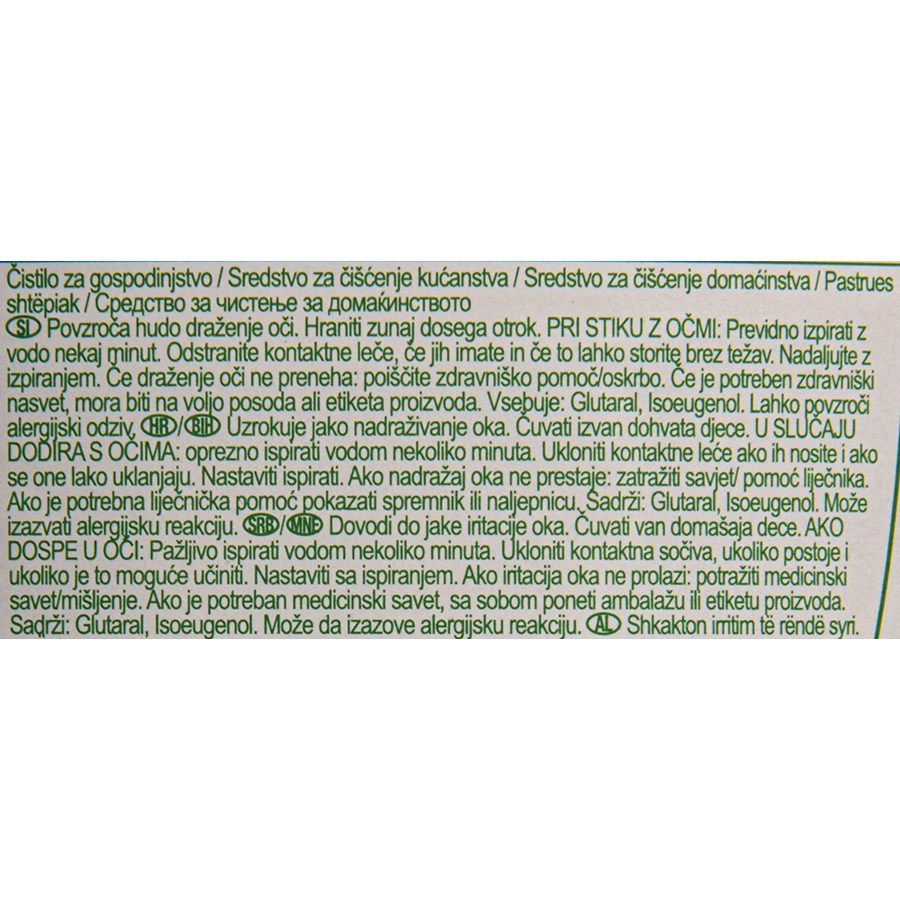 Čistilo za gospodinjstvo / Sredstvo za čišćenje kućanstva / Sredstvo za čišćenje domaćinstva / Pastrues
shtëpiak / Средство за чистење за домаќинството
SI Povzroča hudo draženje oči. Hraniti zunaj dosega otrok. PRI STIKU Z OČMI: Previdno izpirati z
vodo nekaj minut. Odstranite kontaktne leče, če jih imate in če to lahko storite brez težav. Nadaljujte z
izpiranjem. Če draženje oči ne preneha: poiščite zdravniško pomoč/oskrbo. Če je potreben zdravniški
nasvet, mora biti na voljo posoda ali etiketa proizvoda. Vsebuje: Glutaral, Isoeugenol. Lahko povzroči
alergijski odziv. HR/BIH Uzrokuje jako nadraživanje oka. Čuvati izvan dohvata djece. U SLUČAJU
DODIRA S OČIMA: oprezno ispirati vodom nekoliko minuta. Ukloniti kontaktne leće ako ih nosite i ako
se one lako uklanjaju. Nastaviti ispirati. Ako nadražaj oka ne prestaje: zatražiti savjet/ pomoć liječnika.
Ako je potrebna liječnička pomoć pokazati spremnik ili naljepnicu. Sadrži: Glutaral, Isoeugenol. Može
izazvati alergijsku reakciju. SRB/MNE Dovodi do jake iritacije oka. Čuvati van domašaja dece. AKO
DOSPE U OČI: Pažljivo ispirati vodom nekoliko minuta. Ukloniti kontaktna sočiva, ukoliko postoje i
ukoliko je to moguće učiniti. Nastaviti sa ispiranjem. Ako iritacija oka ne prolazi: potražiti medicinski
savet/mišljenje. Ako je potreban medicinski savet, sa sobom poneti ambalažu ili etiketu proizvoda.
Sadrži: Glutaral, Isoeugenol. Može da izazove alergijsku reakciju. AL Shkakton irritim të rëndë syri.